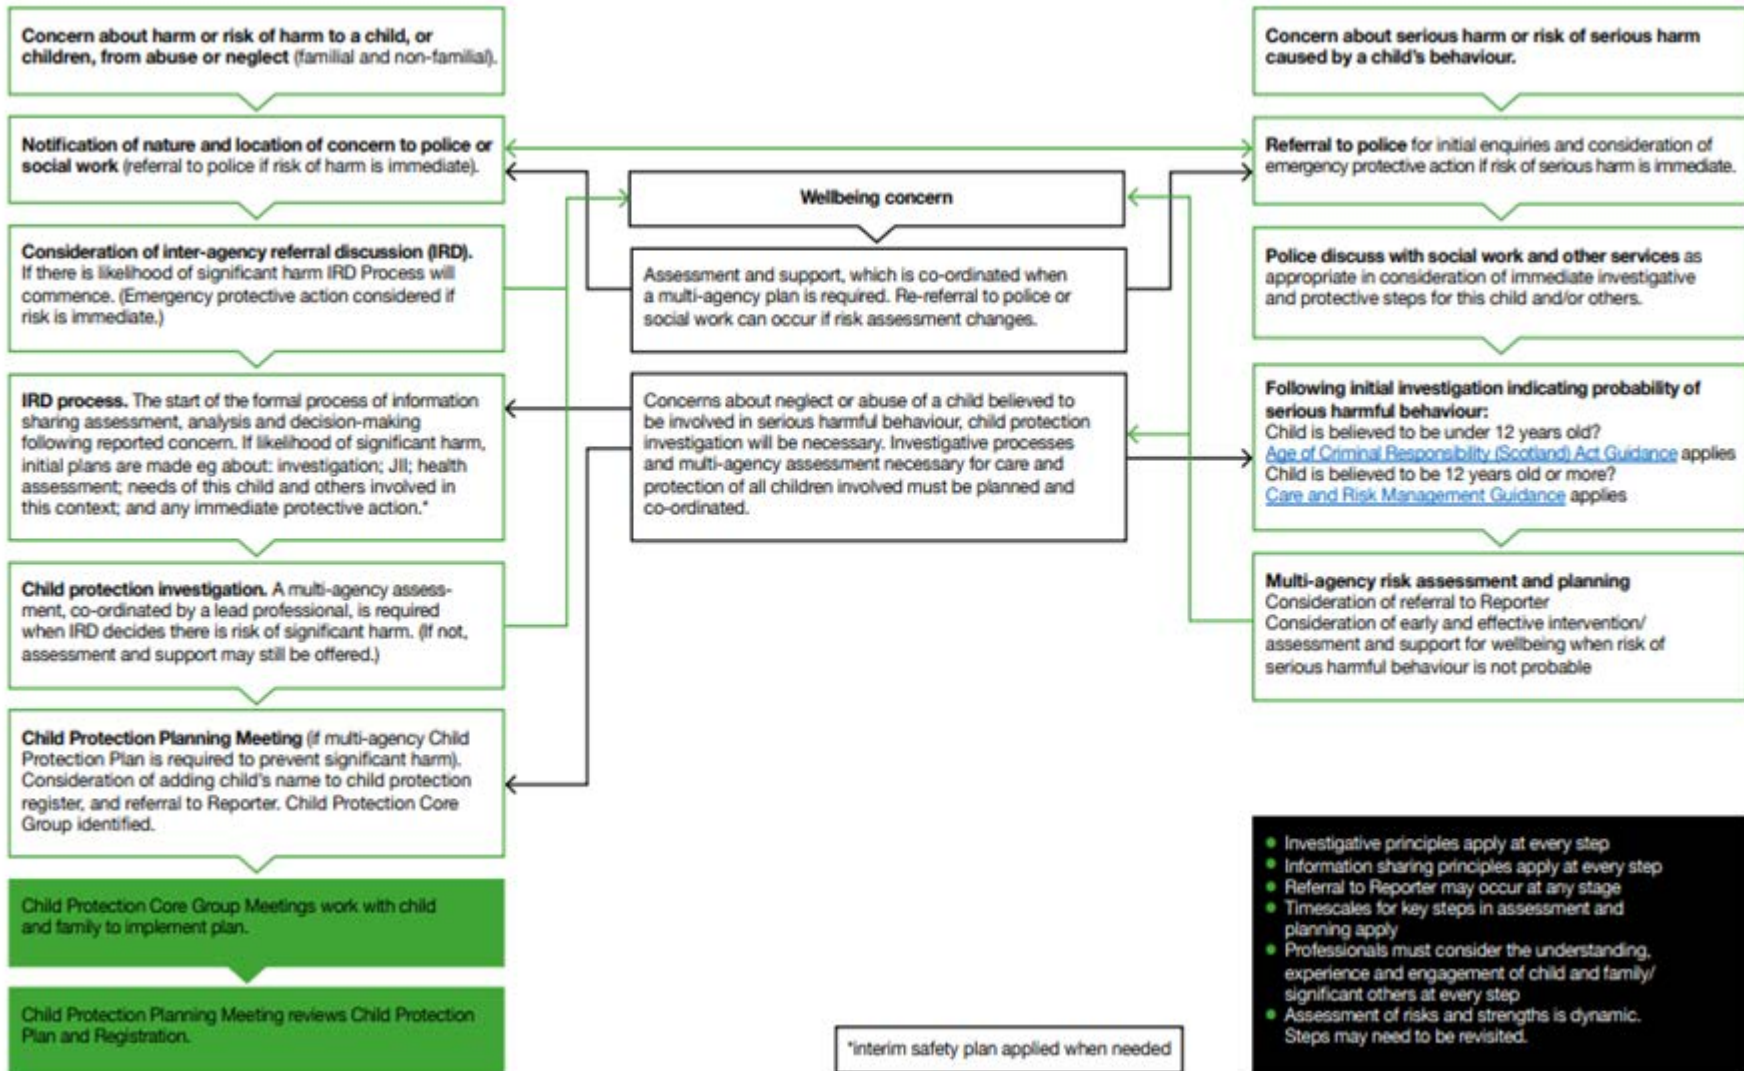 Concern about harm or risk of harm to a child, or
children, from abuse or neglect (familial and non-familial).
Notification of nature and location of concern to police or
social work (referral to police if risk of harm is immediate).
Consideration of inter-agency referral discussion (IRD).
If there is likelihood of significant harm IRD Process will
commence. (Emergency protective action considered if
risk is immediate.)
IRD process. The start of the formal process of information
sharing assessment, analysis and decision-making
following reported concern. If likelihood of significant harm,
initial plans are made eg about: investigation; JII; health
assessment; needs of this child and others involved in
this context; and any immediate protective action.*
Child protection investigation. A multi-agency assess-
ment, co-ordinated by a lead professional, is required
when IRD decides there is risk of significant harm. (If not,
assessment and support may still be offered.)
Child Protection Planning Meeting (if multi-agency Child
Protection Plan is required to prevent significant harm).
Consideration of adding child's name to child protection
register, and referral to Reporter. Child Protection Core
Group identified.
Child Protection Core Group Meetings work with child
and family to implement plan.
Child Protection Planning Meeting reviews Child Protection
Plan and Registration.
Wellbeing concern
Assessment and support, which is co-ordinated when
a multi-agency plan is required. Re-referral to police or
social work can occur if risk assessment changes.
Concerns about neglect or abuse of a child believed to
be involved in serious harmful behaviour, child protection
investigation will be necessary. Investigative processes
and multi-agency assessment necessary for care and
protection of all children involved must be planned and
co-ordinated.
*interim safety plan applied when needed
Concern about serious harm or risk of serious harm
caused by a child's behaviour.
Referral to police for initial enquiries and consideration of
emergency protective action if risk of serious harm is immediate.
Police discuss with social work and other services as
appropriate in consideration of immediate investigative
and protective steps for this child and/or others.
Following initial investigation indicating probability of
serious harmful behaviour:
Child is believed to be under 12 years old?
Age of Criminal Responsibility (Scotland) Act Guidance applies
Child is believed to be 12 years old or more?
Care and Risk Management Guidance applies
Multi-agency risk assessment and planning
Consideration of referral to Reporter
Consideration of early and effective intervention/
assessment and support for wellbeing when risk of
serious harmful behaviour is not probable
• Investigative principles apply at every step
• Information sharing principles apply at every step
• Referral to Reporter may occur at any stage
• Timescales for key steps in assessment and
planning apply
• Professionals must consider the understanding,
experience and engagement of child and family/
significant others at every step
• Assessment of risks and strengths is dynamic.
Steps may need to be revisited.